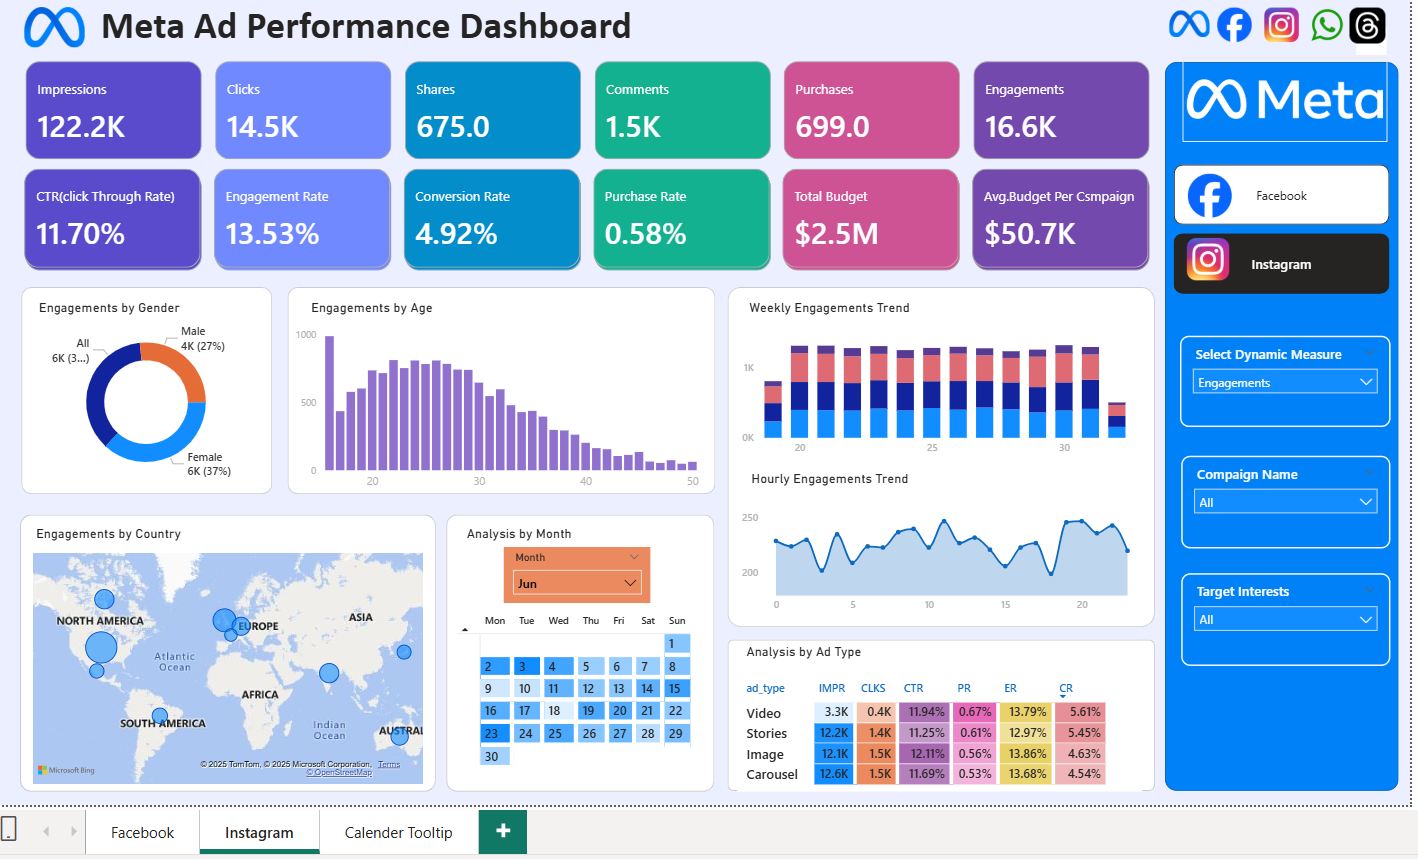 Meta Ad Performance Dashboard
Impressions
122.2K
Clicks
14.5K
Shares
675.0
Comments
1.5K
Purchases
699.0
Engagements
16.6K
CTR(click Through Rate)
11.70%
Engagement Rate
13.53%
Conversion Rate
4.92%
Purchase Rate
0.58%
Total Budget
$2.5M
Avg.Budget Per Csmpaign
$50.7K
Meta
Facebook
Instagram
Select Dynamic Measure
Engagements
Compaign Name
All
Target Interests
All
Engagements by Gender
All
6K (3...)
Male
4K (27%)
Female
6K (37%)
Engagements by Age
1000
500
0
20 30 40 50
Weekly Engagements Trend
1K
0K
20 25 30
Hourly Engagements Trend
250
200
0 5 10 15 20
Engagements by Country
NORTH AMERICA
EUROPE
ASIA
Atlantic
Ocean
AFRICA
SOUTH AMERICA
Indian
Ocean
AUSTRAL
Microsoft Bing
© 2025 TomTom, © 2025 Microsoft Corporation, Terms
© OpenStreetMap
Analysis by Month
Month
Jun
Mon Tue Wed Thu Fri Sat Sun
1
2 3 4 5 6 7 8
9 10 11 12 13 14 15
16 17 18 19 20 21 22
23 24 25 26 27 28 29
30
Analysis by Ad Type
ad_type IMPR CLKS CTR PR ER CR
Video 3.3K 0.4K 11.94% 0.67% 13.79% 5.61%
Stories 12.2K 1.4K 11.25% 0.61% 12.97% 5.45%
Image 12.1K 1.5K 12.11% 0.56% 13.86% 4.63%
Carousel 12.6K 1.5K 11.69% 0.53% 13.68% 4.54%
Facebook
Instagram
Calender Tooltip